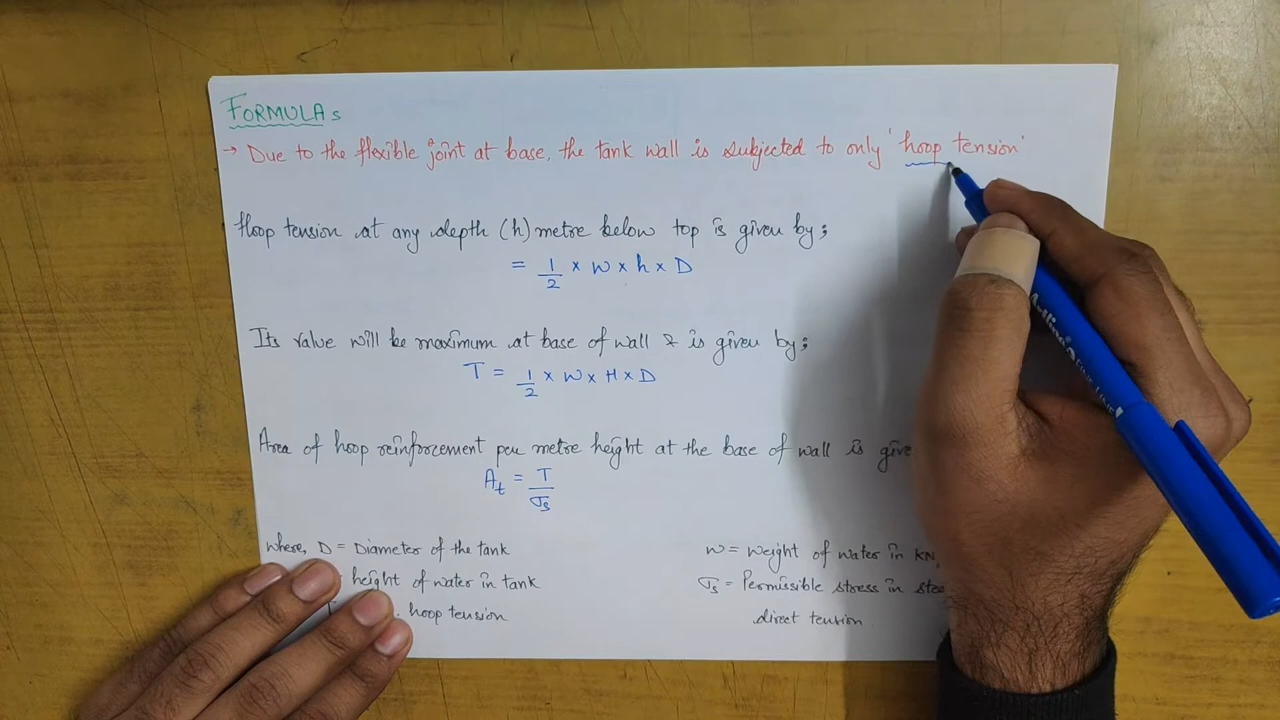 FORMULAs
→ Due to the flexible joint at base, the tank wall is subjected to only 'hoop tension'
Hoop tension at any depth (h) metre below top is given by;
= 1/2 × w × h × D
Its value will be maximum at base of wall & is given by;
T = 1/2 × w × H × D
Area of hoop reinforcement per metre height at the base of wall is give
At = T/σs
where, D = Diameter of the tank
height of water in tank
hoop tension
w = weight of water in KN
σs = Permissible stress in stee
direct tension